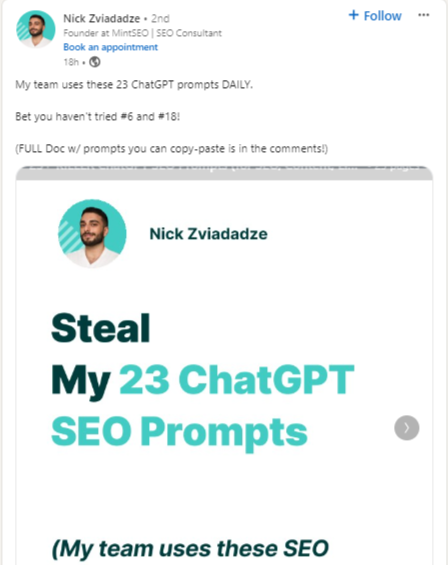 Nick Zviadadze • 2nd
+ Follow
...
Founder at MintSEO | SEO Consultant
Book an appointment
18h •
My team uses these 23 ChatGPT prompts DAILY.
Bet you haven't tried #6 and #18!
(FULL Doc w/ prompts you can copy-paste is in the comments!)
Nick Zviadadze
Steal
My 23 ChatGPT
SEO Prompts
(My team uses these SEO